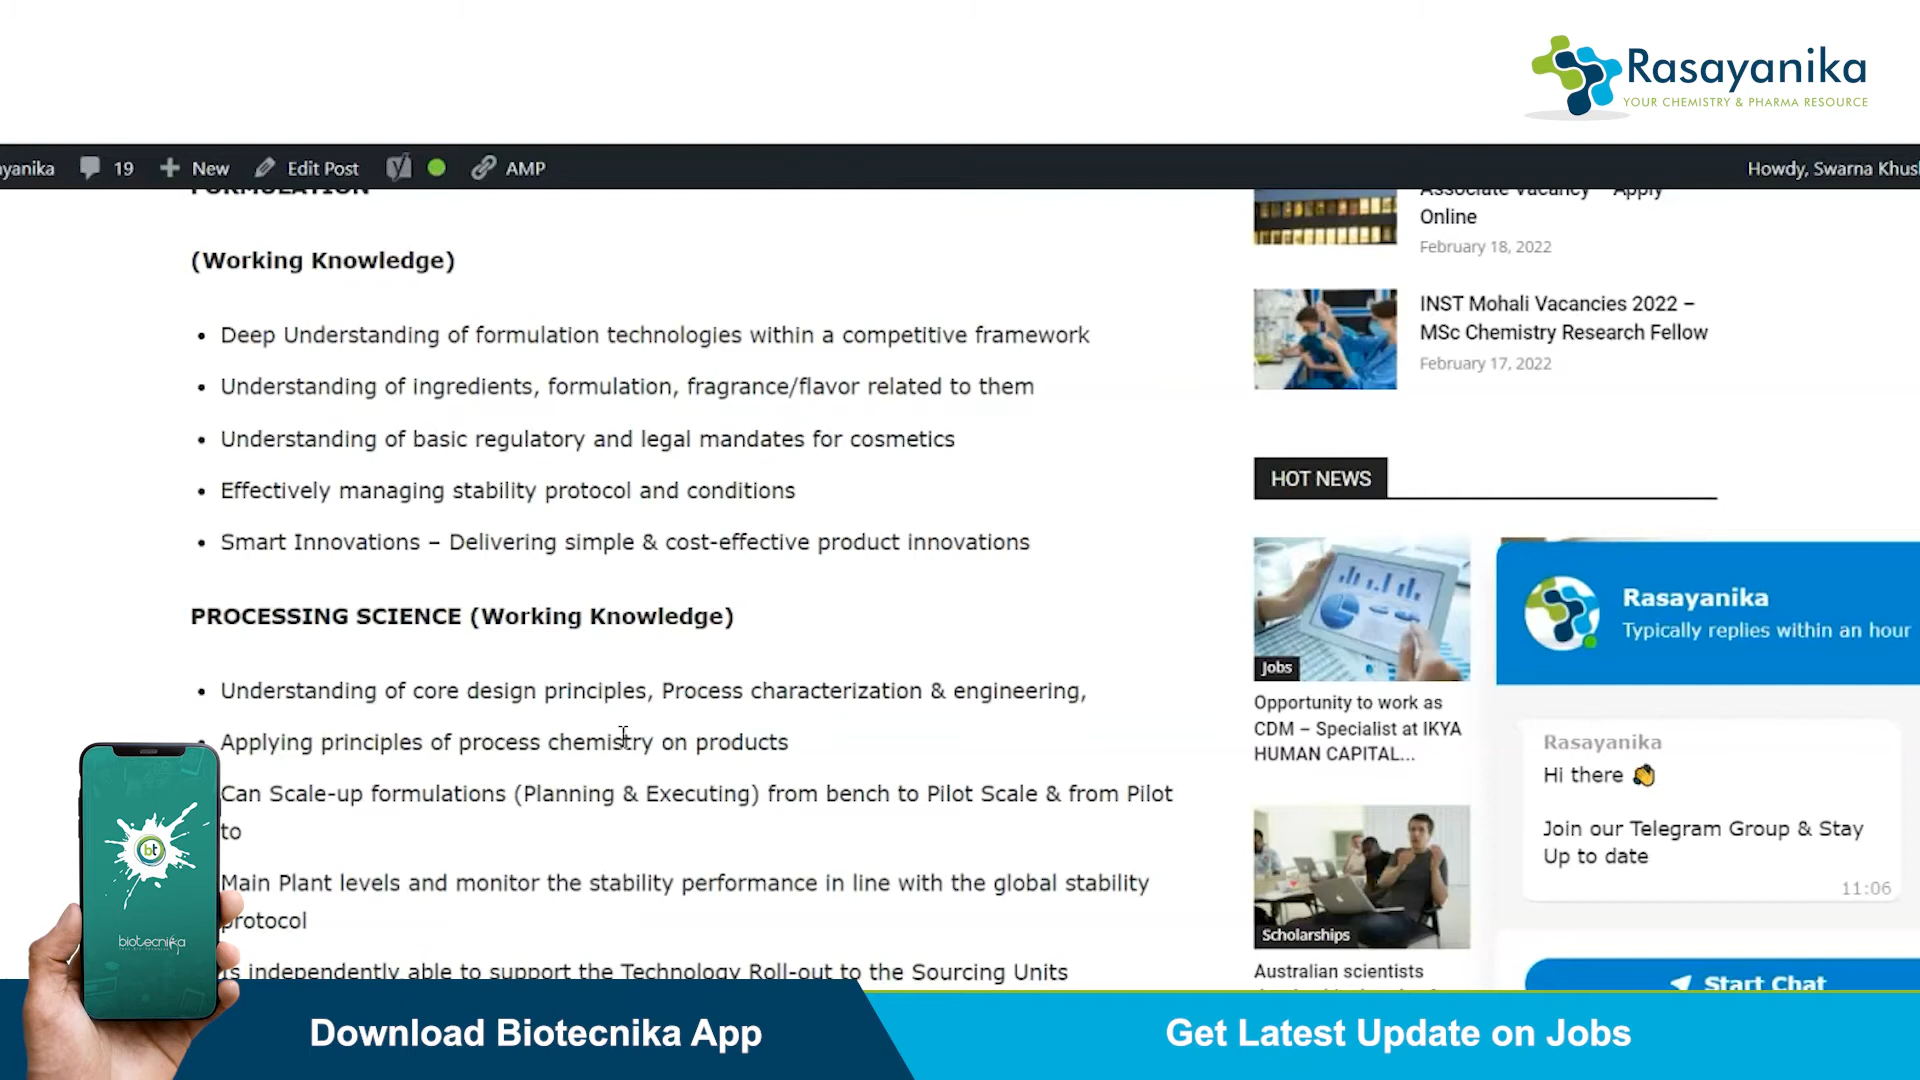 Rasayanika
YOUR CHEMISTRY & PHARMA RESOURCE
19 New Edit Post AMP
Howdy, Swarna
FORMULATION
(Working Knowledge)
• Deep Understanding of formulation technologies within a competitive framework
• Understanding of ingredients, formulation, fragrance/flavor related to them
• Understanding of basic regulatory and legal mandates for cosmetics
• Effectively managing stability protocol and conditions
• Smart Innovations – Delivering simple & cost-effective product innovations
PROCESSING SCIENCE (Working Knowledge)
• Understanding of core design principles, Process characterization & engineering,
• Applying principles of process chemistry on products
Can Scale-up formulations (Planning & Executing) from bench to Pilot Scale & from Pilot
to
Main Plant levels and monitor the stability performance in line with the global stability
protocol
is independently able to support the Technology Roll-out to the Sourcing Units
Associate Vacancy – Apply
Online
February 18, 2022
INST Mohali Vacancies 2022 –
MSc Chemistry Research Fellow
February 17, 2022
HOT NEWS
Jobs
Opportunity to work as
CDM – Specialist at IKYA
HUMAN CAPITAL...
Scholarships
Australian scientists
Rasayanika
Typically replies within an hour
Rasayanika
Hi there
Join our Telegram Group & Stay
Up to date
11:06
Start Chat
bt
biotecnika
Download Biotecnika App
Get Latest Update on Jobs